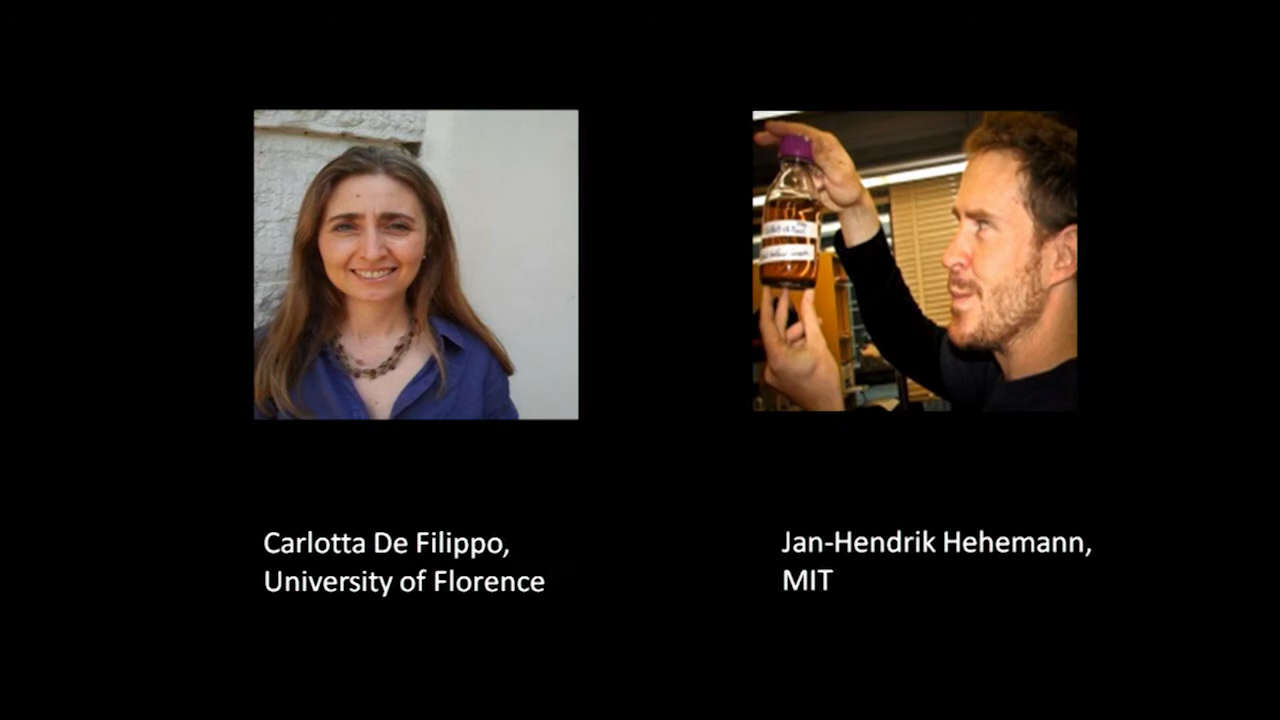 Carlotta De Filippo,
University of Florence
Jan-Hendrik Hehemann,
MIT